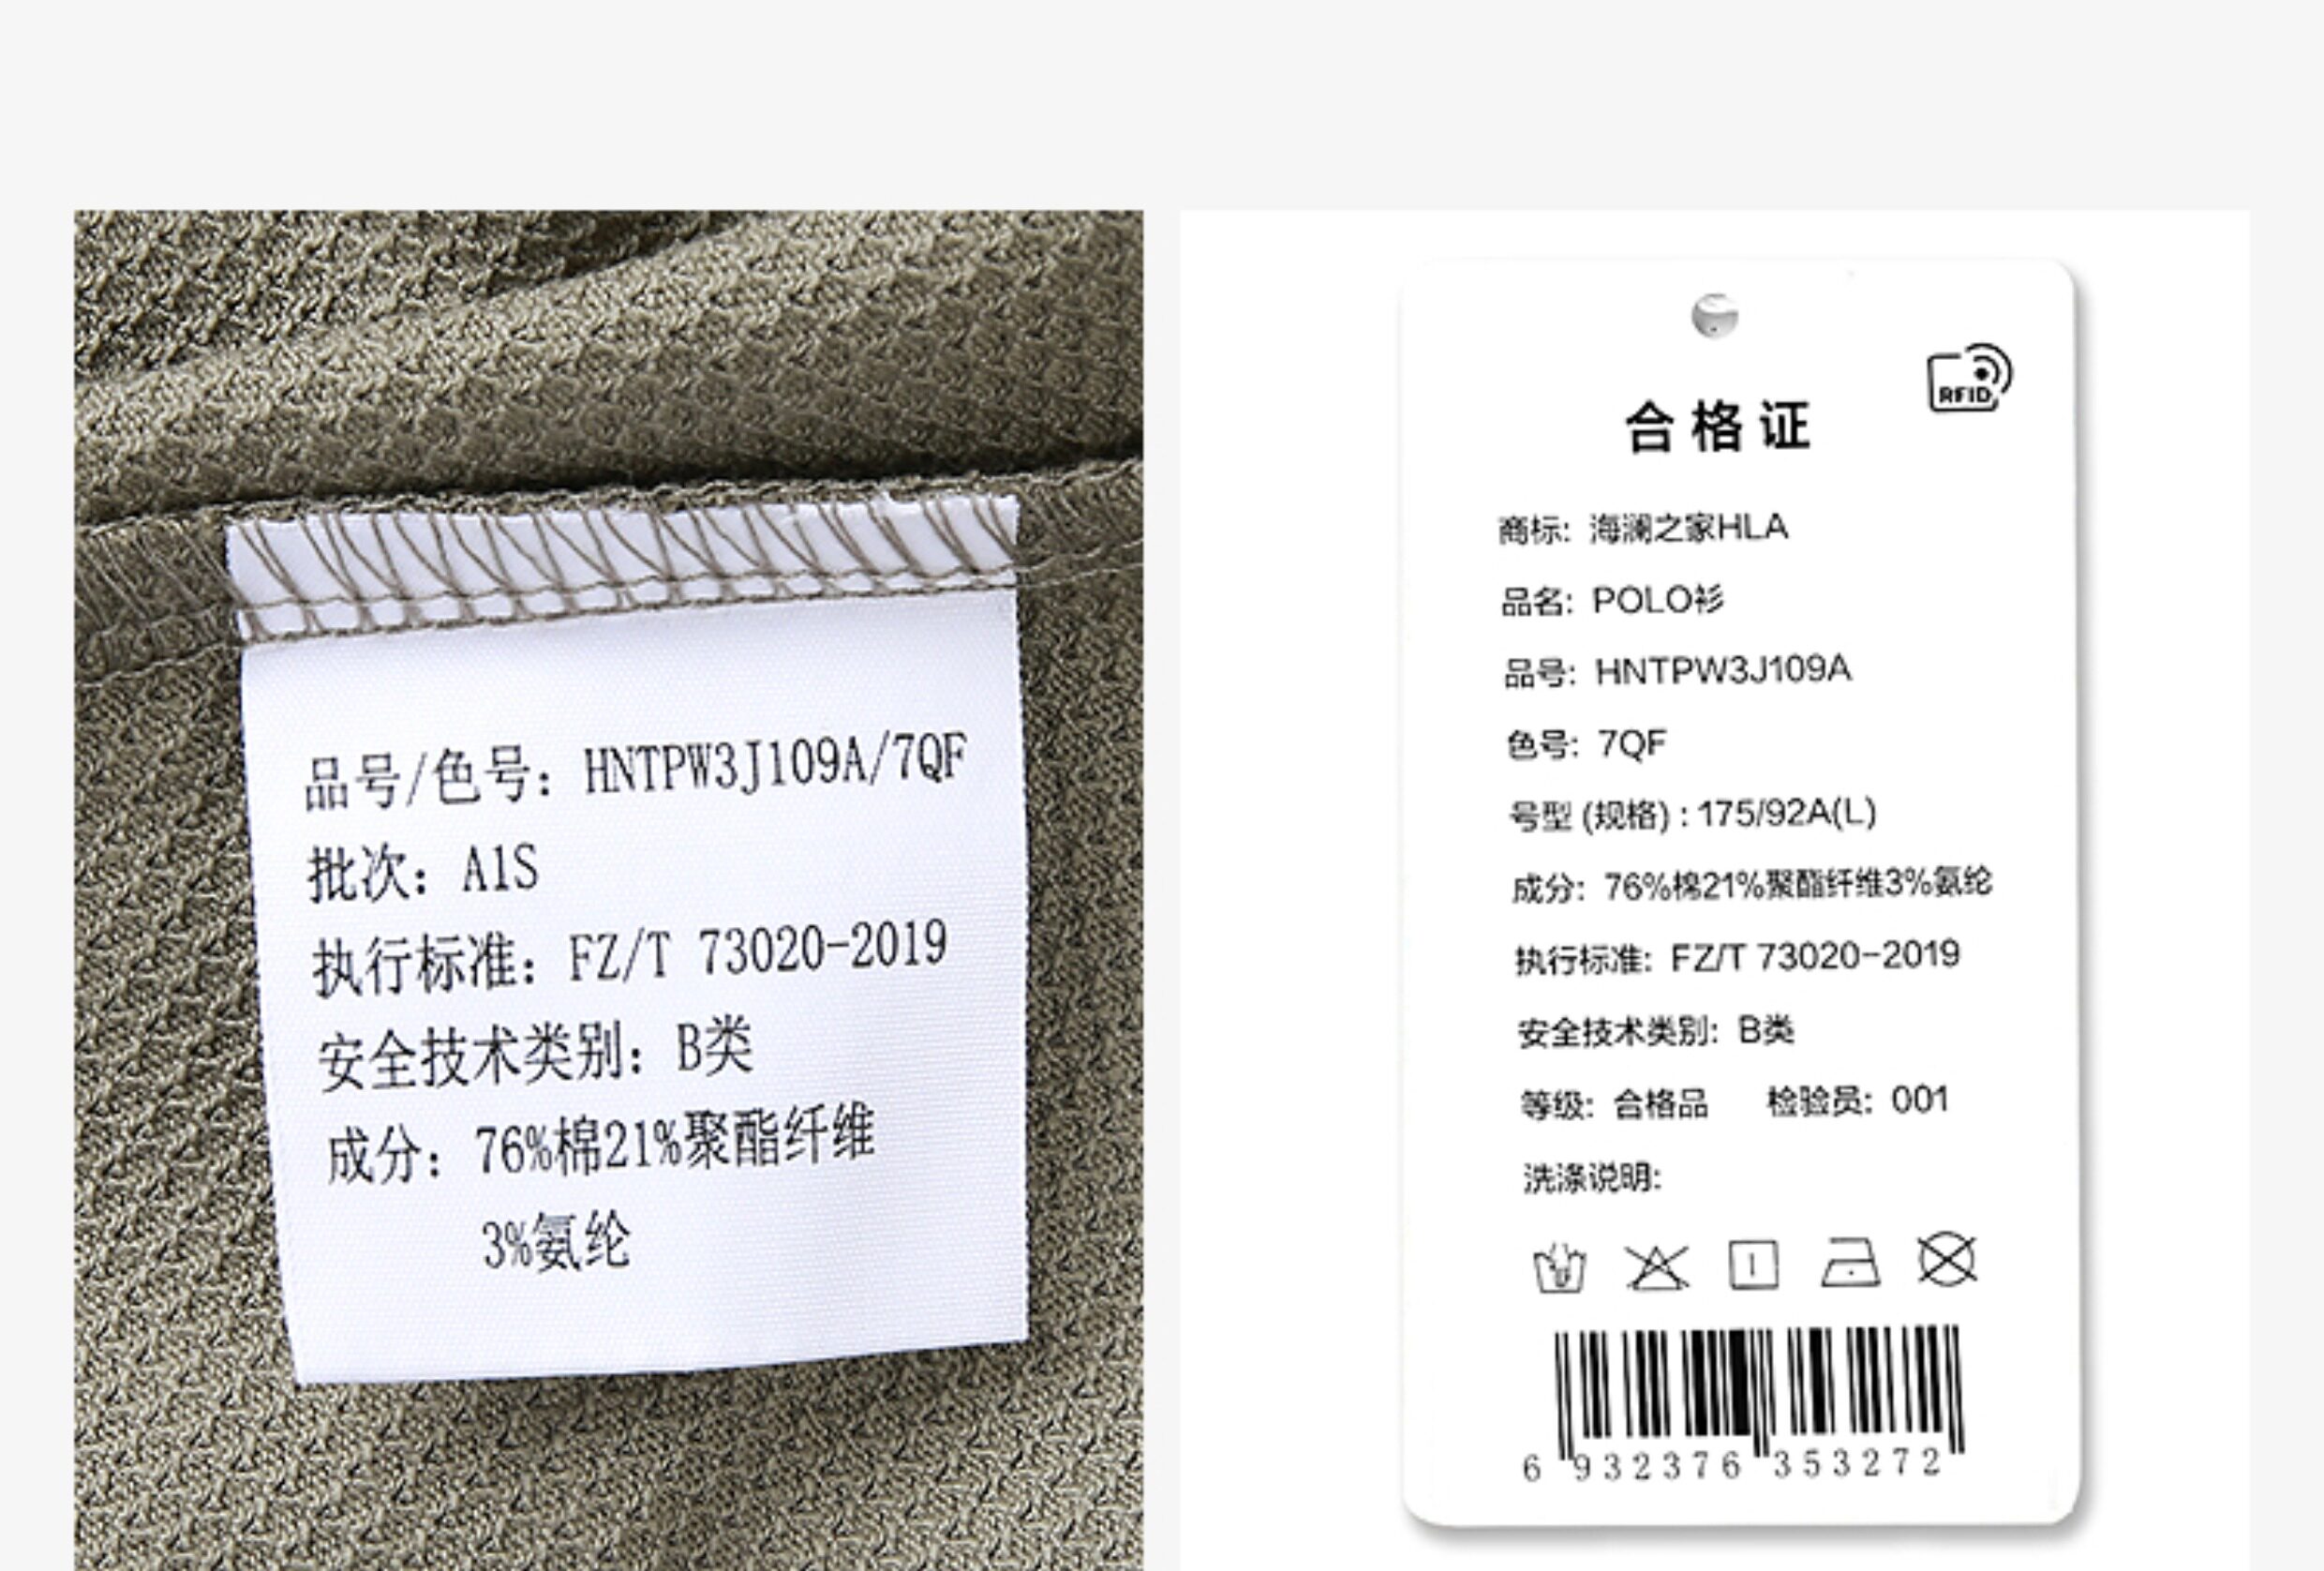 品号/色号：HNTPW3J109A/7QF
批次：A1S
执行标准：FZ/T 73020-2019
安全技术类别：B类
成分：76%棉21%聚酯纤维
3%氨纶
RFID
合格证
商标: 海澜之家HLA
品名: POLO衫
品号: HNTPW3J109A
色号: 7QF
号型 (规格) : 175/92A(L)
成分: 76%棉21%聚酯纤维3%氨纶
执行标准: FZ/T 73020-2019
安全技术类别: B类
等级: 合格品 检验员: 001
洗涤说明:
6 932376 353272